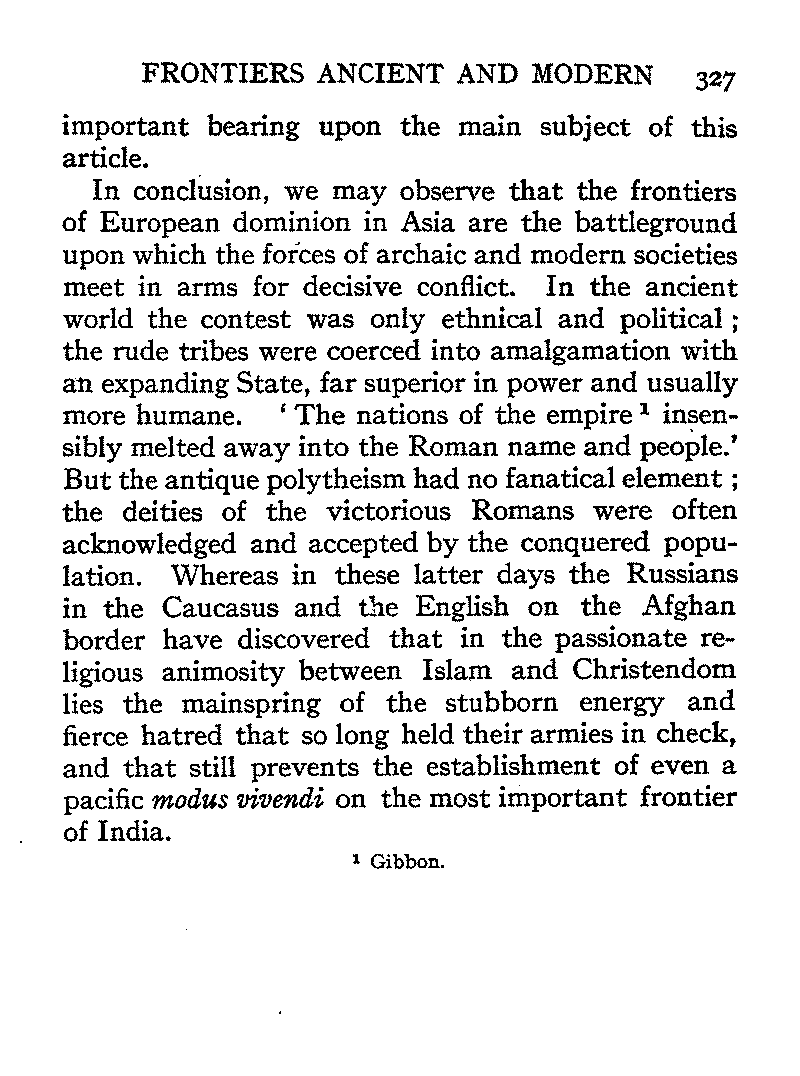 FRONTIERS ANCIENT AND MODERN 327
important bearing upon the main subject of this
article.
In conclusion, we may observe that the frontiers
of European dominion in Asia are the battleground
upon which the forces of archaic and modern societies
meet in arms for decisive conflict. In the ancient
world the contest was only ethnical and political ;
the rude tribes were coerced into amalgamation with
an expanding State, far superior in power and usually
more humane. ‘ The nations of the empire ¹ insen-
sibly melted away into the Roman name and people.’
But the antique polytheism had no fanatical element ;
the deities of the victorious Romans were often
acknowledged and accepted by the conquered popu-
lation. Whereas in these latter days the Russians
in the Caucasus and the English on the Afghan
border have discovered that in the passionate re-
ligious animosity between Islam and Christendom
lies the mainspring of the stubborn energy and
fierce hatred that so long held their armies in check,
and that still prevents the establishment of even a
pacific modus vivendi on the most important frontier
of India.
¹ Gibbon.